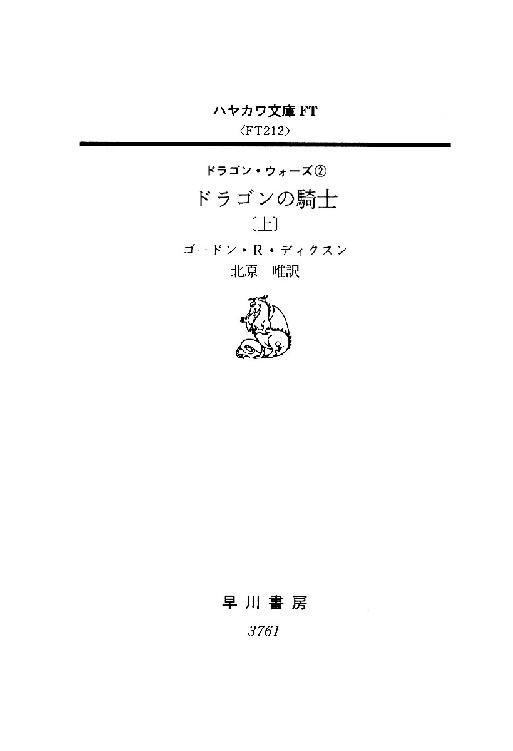 ハヤカワ文庫 FT
〈FT212〉
ドラゴン・ウォーズ②
ドラゴンの騎士
〔上〕
ゴードン・R・ディクスン
北原 唯訳
早川書房
3761